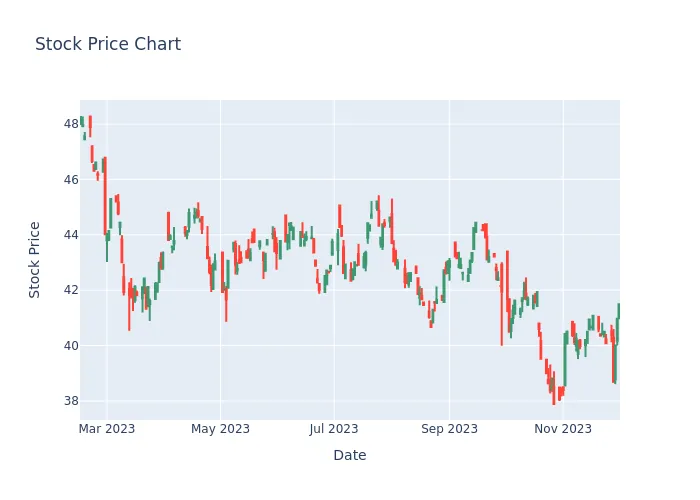 Stock Price Chart
48
46
44
42
40
38
Stock Price
Mar 2023
May 2023
Jul 2023
Sep 2023
Nov 2023
Date